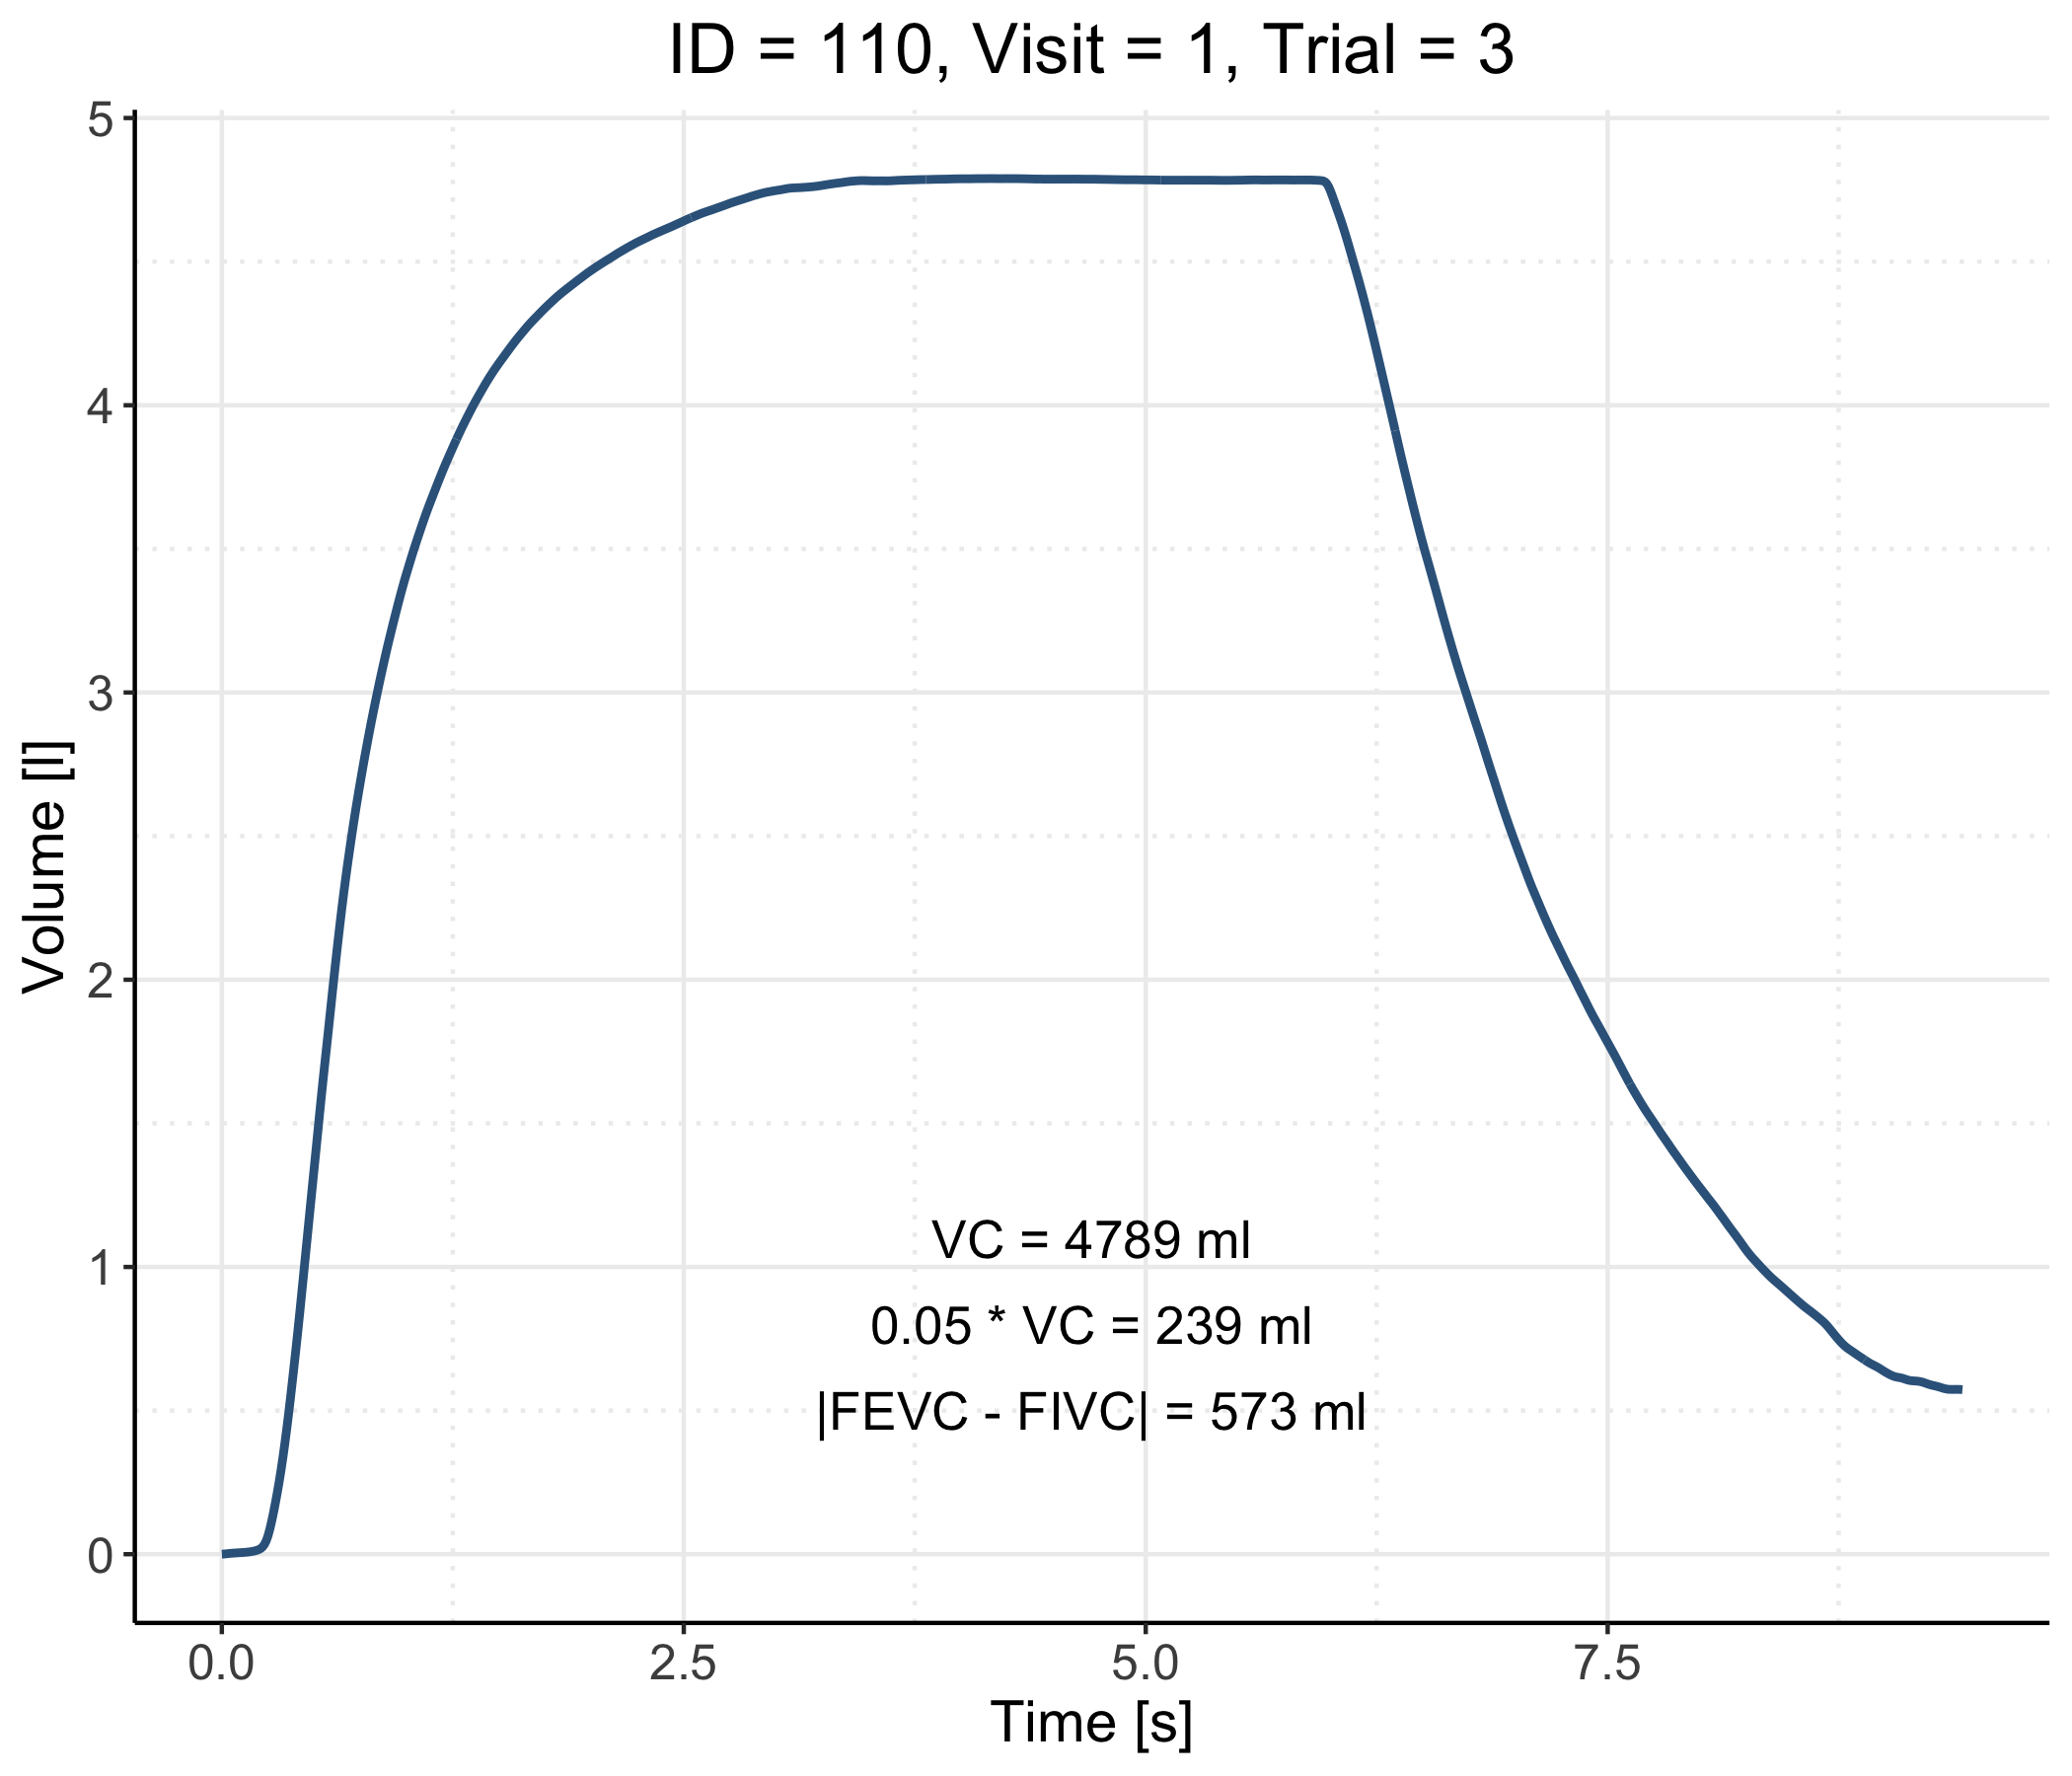 ID = 110, Visit = 1, Trial = 3
5
4
3
2
1
0
Volume [l]
VC = 4789 ml
0.05 * VC = 239 ml
|FEVC - FIVC| = 573 ml
0.0 2.5 5.0 7.5
Time [s]